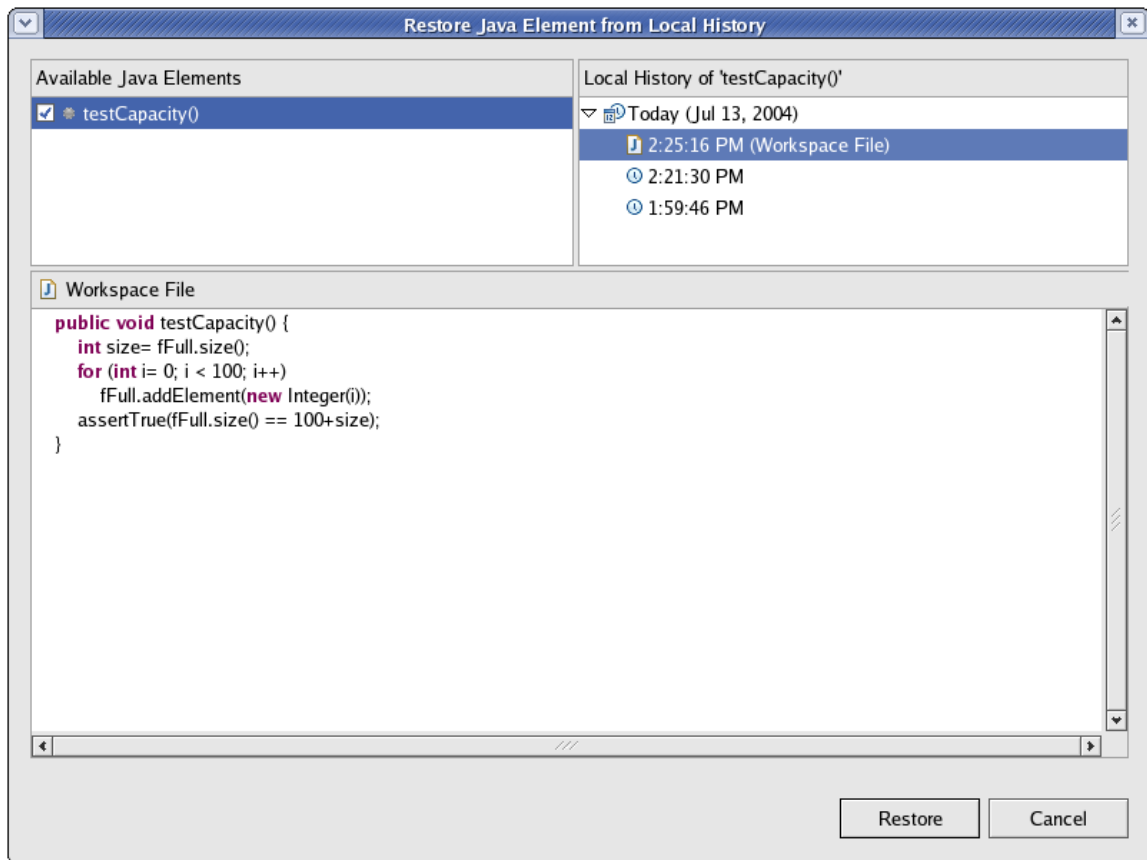 Restore Java Element from Local History
Available Java Elements
testCapacity()
Local History of 'testCapacity()'
12
Today (Jul 13, 2004)
J 2:25:16 PM (Workspace File)
2:21:30 PM
1:59:46 PM
J Workspace File
public void testCapacity() {
int size= fFull.size();
for (int i= 0; i < 100; i++)
fFull.addElement(new Integer(i));
assertTrue(fFull.size() == 100+size);
}
Restore
Cancel